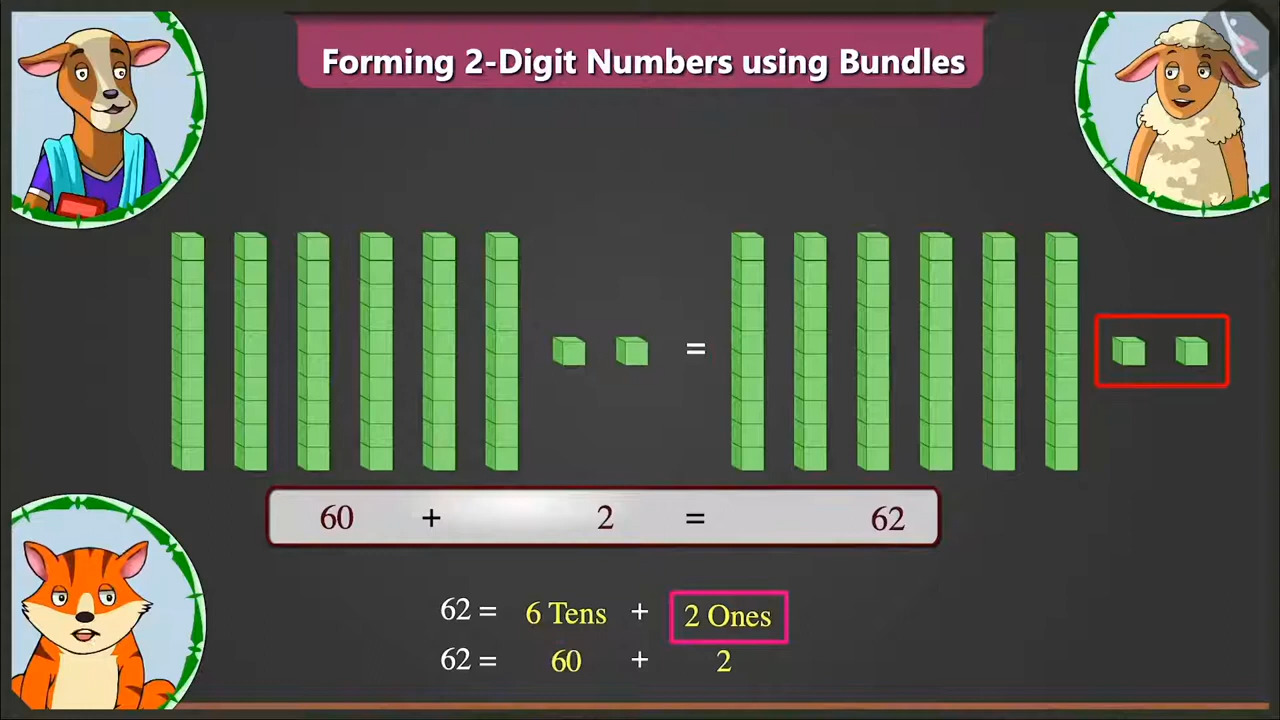 Forming 2-Digit Numbers using Bundles
=
60 + 2 = 62
62 = 6 Tens + 2 Ones
62 = 60 + 2